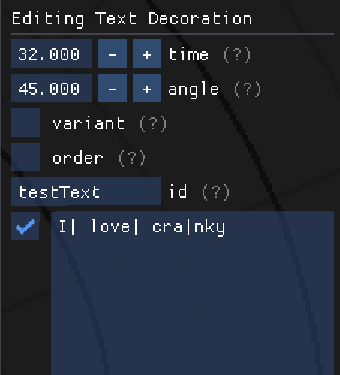 Editing Text Decoration
32.000 - + time (?)
45.000 - + angle (?)
variant (?)
order (?)
testText id (?)
I| love| cra|nky